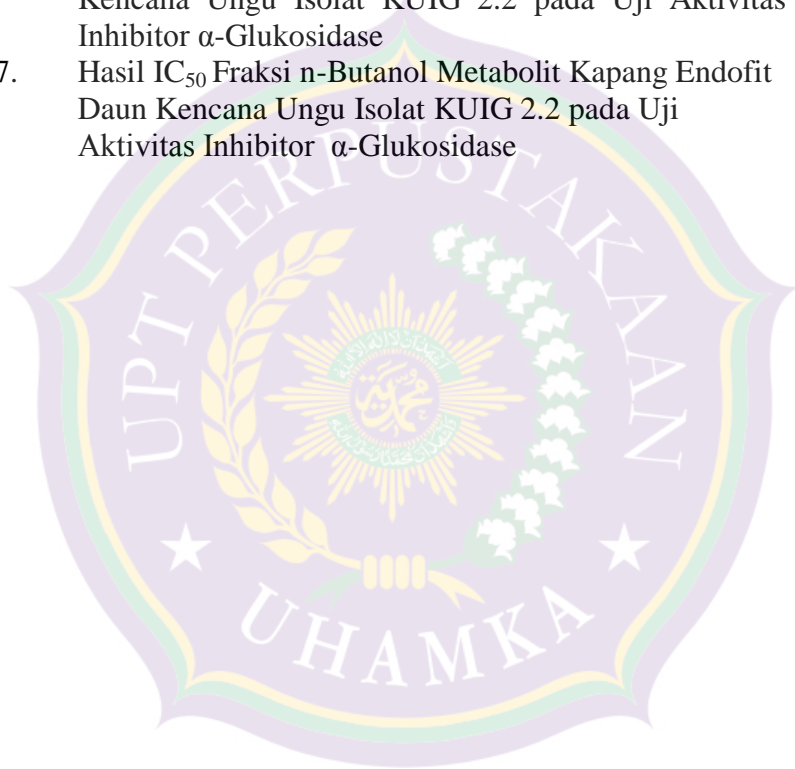 Kencana Ungu Isolat KUIG 2.2 pada Uji Aktivitas
Inhibitor α-Glukosidase
7. Hasil IC₅₀ Fraksi n-Butanol Metabolit Kapang Endofit
Daun Kencana Ungu Isolat KUIG 2.2 pada Uji
Aktivitas Inhibitor α-Glukosidase
UPT PERPUSTAKAAN
UHAMKA